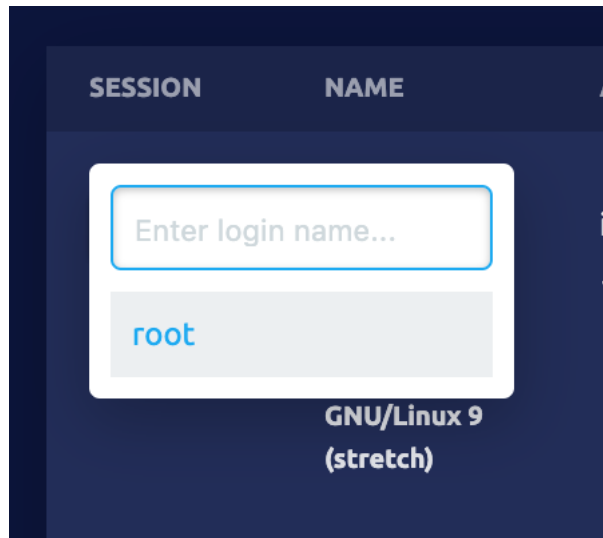 SESSION NAME
Enter login name...
root
GNU/Linux 9
(stretch)